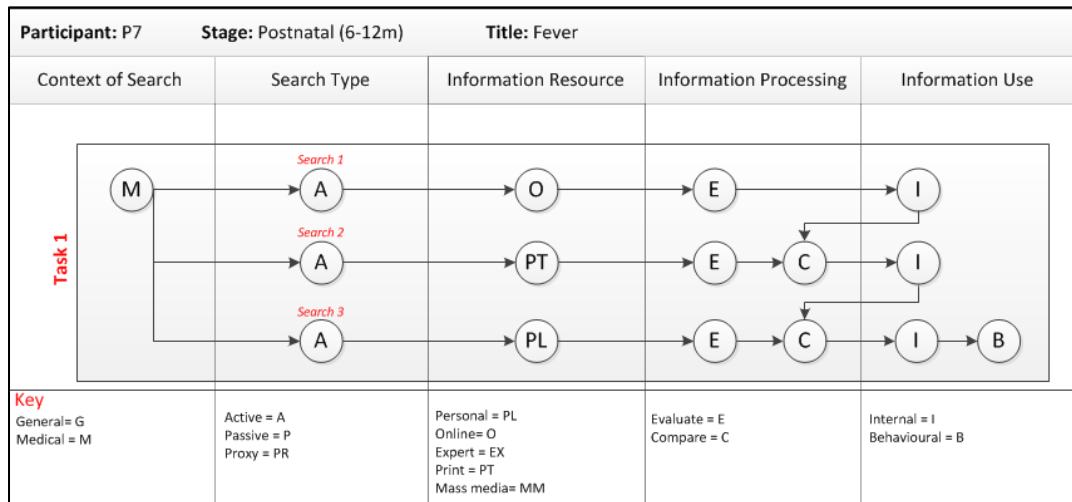 Participant: P7 Stage: Postnatal (6-12m) Title: Fever
Context of Search Search Type Information Resource Information Processing Information Use
Task 1
Search 1
M A O E I
Search 2
A PT E C I
Search 3
A PL E C I B
Key
General= G
Medical = M
Active = A
Passive = P
Proxy = PR
Personal = PL
Online= O
Expert = EX
Print = PT
Mass media= MM
Evaluate = E
Compare = C
Internal = I
Behavioural = B